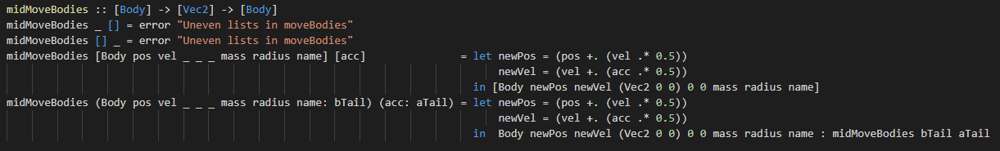 midMoveBodies :: [Body] -> [Vec2] -> [Body]
midMoveBodies _ [] = error "Uneven lists in moveBodies"
midMoveBodies [] _ = error "Uneven lists in moveBodies"
midMoveBodies [Body pos vel _ _ _ mass radius name] [acc]               = let newPos = (pos +. (vel .* 0.5))
                                                                              newVel = (vel +. (acc .* 0.5))
                                                                          in [Body newPos newVel (Vec2 0 0) 0 0 mass radius name]
midMoveBodies (Body pos vel _ _ _ mass radius name: bTail) (acc: aTail) = let newPos = (pos +. (vel .* 0.5))
                                                                              newVel = (vel +. (acc .* 0.5))
                                                                          in  Body newPos newVel (Vec2 0 0) 0 0 mass radius name : midMoveBodies bTail aTail